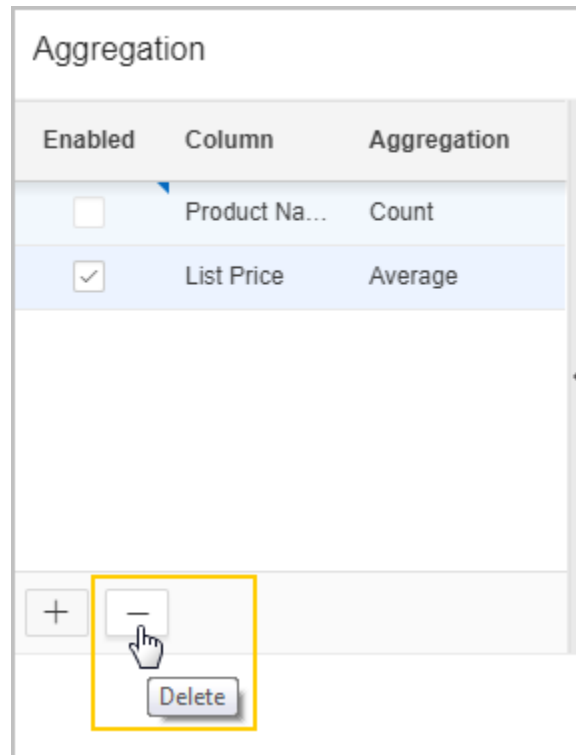 Aggregation
Enabled Column Aggregation
Product Na... Count
List Price Average
+ −
Delete